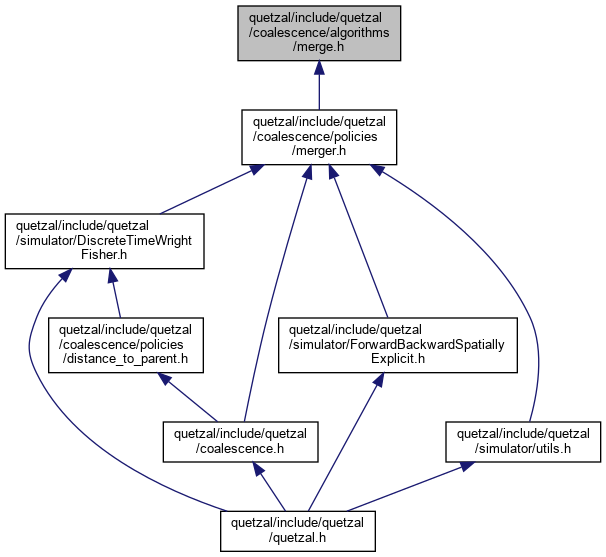 quetzal/include/quetzal
/coalescence/algorithms
/merge.h
quetzal/include/quetzal
/coalescence/policies
/merger.h
quetzal/include/quetzal
/simulator/DiscreteTimeWright
Fisher.h
quetzal/include/quetzal
/coalescence/policies
/distance_to_parent.h
quetzal/include/quetzal
/simulator/ForwardBackwardSpatially
Explicit.h
quetzal/include/quetzal
/coalescence.h
quetzal/include/quetzal
/simulator/utils.h
quetzal/include/quetzal
/quetzal.h